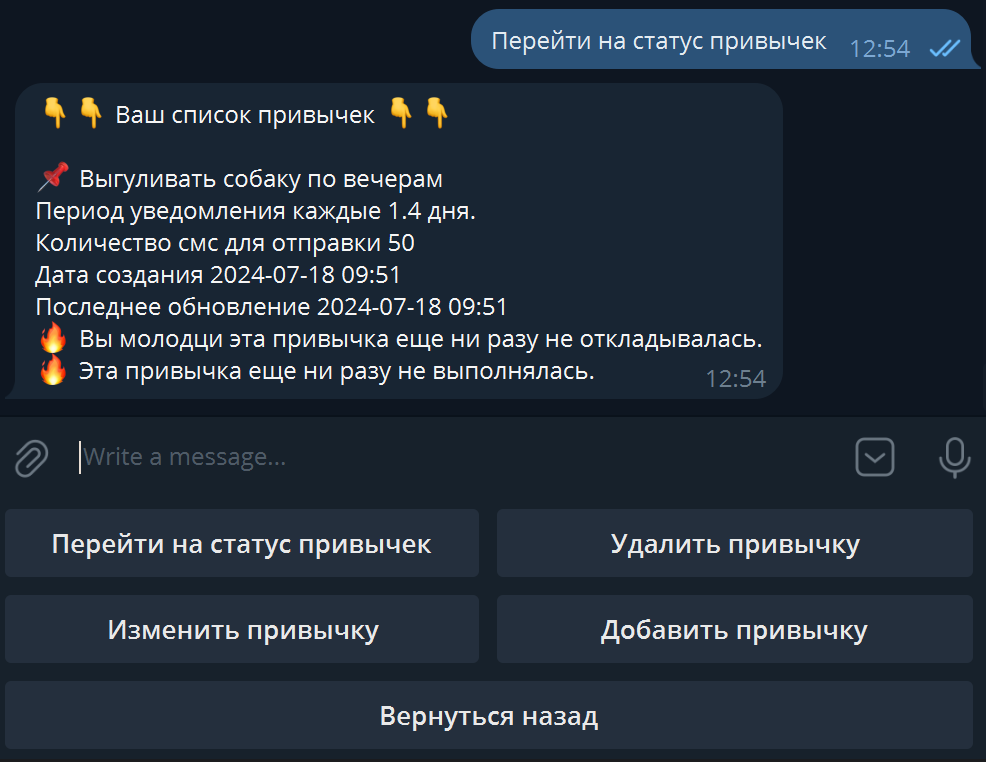 Перейти на статус привычек 12:54
👇👇 Ваш список привычек 👇👇
📌 Выгуливать собаку по вечерам
Период уведомления каждые 1.4 дня.
Количество смс для отправки 50
Дата создания 2024-07-18 09:51
Последнее обновление 2024-07-18 09:51
🔥 Вы молодци эта привычка еще ни разу не откладывалась.
🔥 Эта привычка еще ни разу не выполнялась. 12:54
Write a message...
Перейти на статус привычек
Удалить привычку
Изменить привычку
Добавить привычку
Вернуться назад